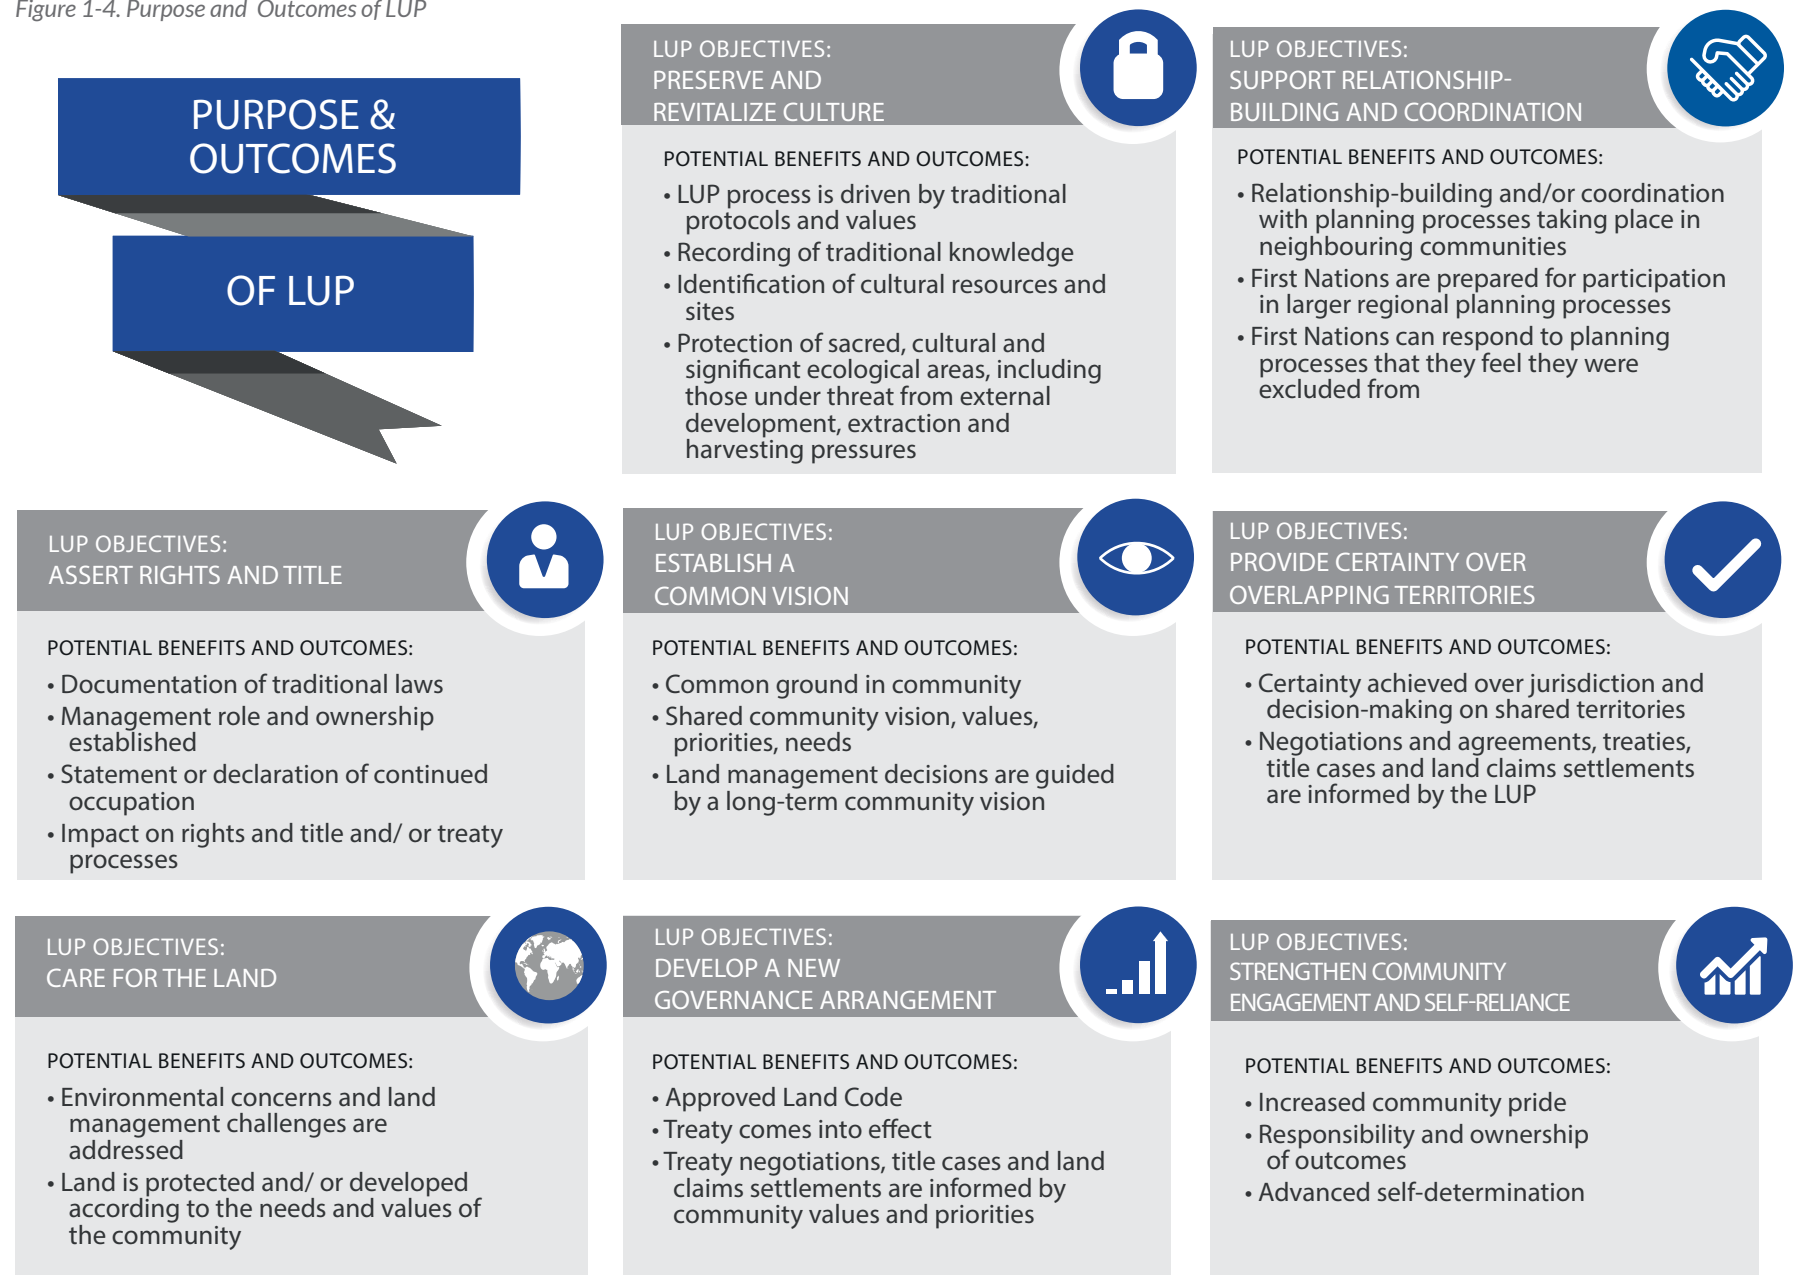 Figure 1-4. Purpose and Outcomes of LUP
PURPOSE &
OUTCOMES
OF LUP
LUP OBJECTIVES:
PRESERVE AND
REVITALIZE CULTURE
POTENTIAL BENEFITS AND OUTCOMES:
• LUP process is driven by traditional
protocols and values
• Recording of traditional knowledge
• Identification of cultural resources and
sites
• Protection of sacred, cultural and
significant ecological areas, including
those under threat from external
development, extraction and
harvesting pressures
LUP OBJECTIVES:
SUPPORT RELATIONSHIP-
BUILDING AND COORDINATION
POTENTIAL BENEFITS AND OUTCOMES:
• Relationship-building and/or coordination
with planning processes taking place in
neighbouring communities
• First Nations are prepared for participation
in larger regional planning processes
• First Nations can respond to planning
processes that they feel they were
excluded from
LUP OBJECTIVES:
ASSERT RIGHTS AND TITLE
POTENTIAL BENEFITS AND OUTCOMES:
• Documentation of traditional laws
• Management role and ownership
established
• Statement or declaration of continued
occupation
• Impact on rights and title and/ or treaty
processes
LUP OBJECTIVES:
ESTABLISH A
COMMON VISION
POTENTIAL BENEFITS AND OUTCOMES:
• Common ground in community
• Shared community vision, values,
priorities, needs
• Land management decisions are guided
by a long-term community vision
LUP OBJECTIVES:
PROVIDE CERTAINTY OVER
OVERLAPPING TERRITORIES
POTENTIAL BENEFITS AND OUTCOMES:
• Certainty achieved over jurisdiction and
decision-making on shared territories
• Negotiations and agreements, treaties,
title cases and land claims settlements
are informed by the LUP
LUP OBJECTIVES:
CARE FOR THE LAND
POTENTIAL BENEFITS AND OUTCOMES:
• Environmental concerns and land
management challenges are
addressed
• Land is protected and/ or developed
according to the needs and values of
the community
LUP OBJECTIVES:
DEVELOP A NEW
GOVERNANCE ARRANGEMENT
POTENTIAL BENEFITS AND OUTCOMES:
• Approved Land Code
• Treaty comes into effect
• Treaty negotiations, title cases and land
claims settlements are informed by
community values and priorities
LUP OBJECTIVES:
STRENGTHEN COMMUNITY
ENGAGEMENT AND SELF-RELIANCE
POTENTIAL BENEFITS AND OUTCOMES:
• Increased community pride
• Responsibility and ownership
of outcomes
• Advanced self-determination